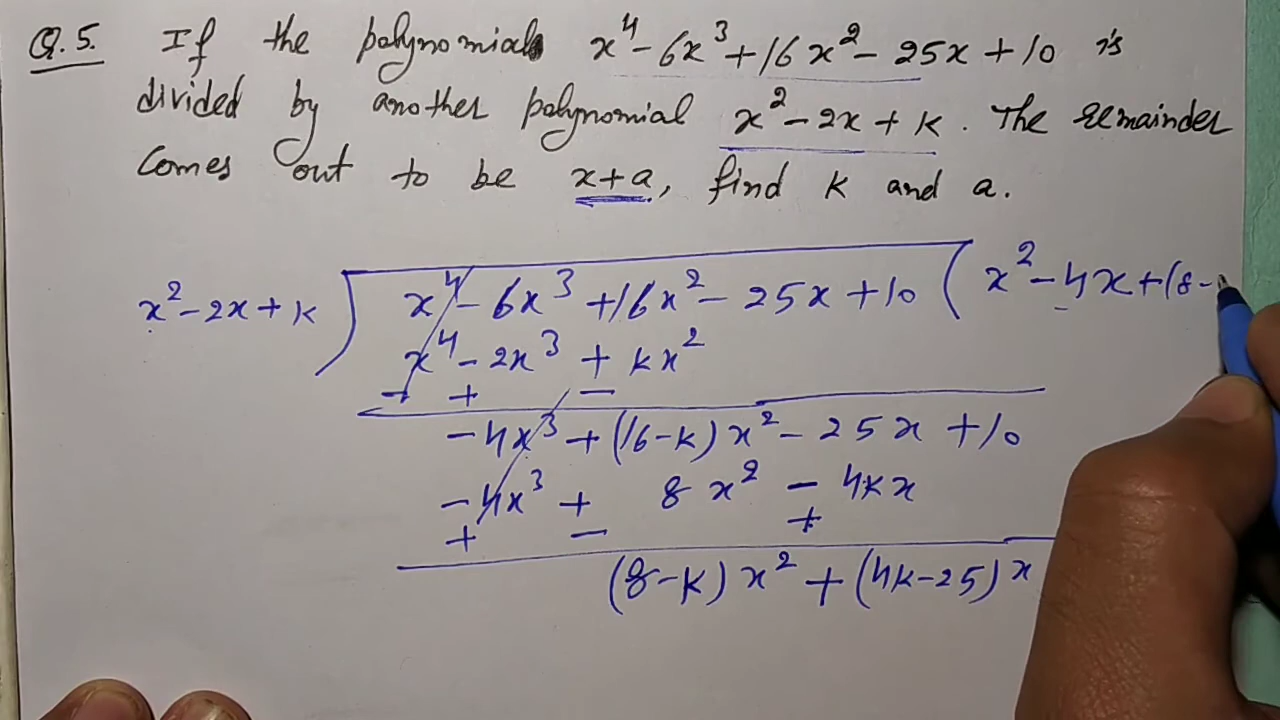 Q.5. If the polynomial x⁴ - 6x³ + 16x² - 25x + 10 is
divided by another polynomial x² - 2x + k. The remainder
comes out to be x+a, find k and a.
x² - 2x + k ) x⁴ - 6x³ + 16x² - 25x + 10 ( x² - 4x + (8 -
x⁴ - 2x³ + kx²
- + -
-4x³ + (16-k)x² - 25x + 10
-4x³ + 8x² - 4kx
+ - +
(8-k)x² + (4k-25)x